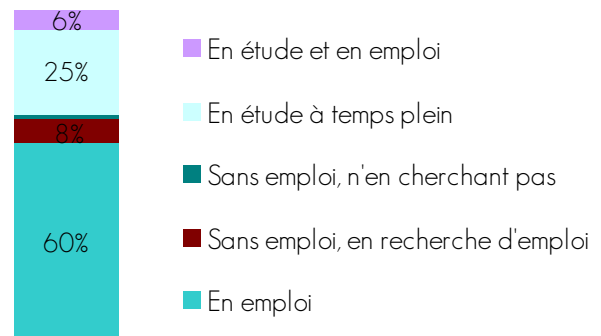 6%
En étude et en emploi
25%
En étude à temps plein
Sans emploi, n'en cherchant pas
8%
Sans emploi, en recherche d'emploi
60%
En emploi